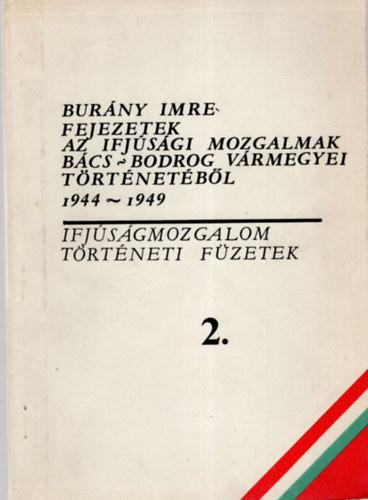 BURÁNY IMRE
FEJEZETEK
AZ IFJÚSÁGI MOZGALMAK
BÁCS~BODROG VÁRMEGYEI
TÖRTÉNETÉBŐL
1944~1949
IFJÚSÁGMOZGALOM
TÖRTÉNETI FÜZETEK
2.